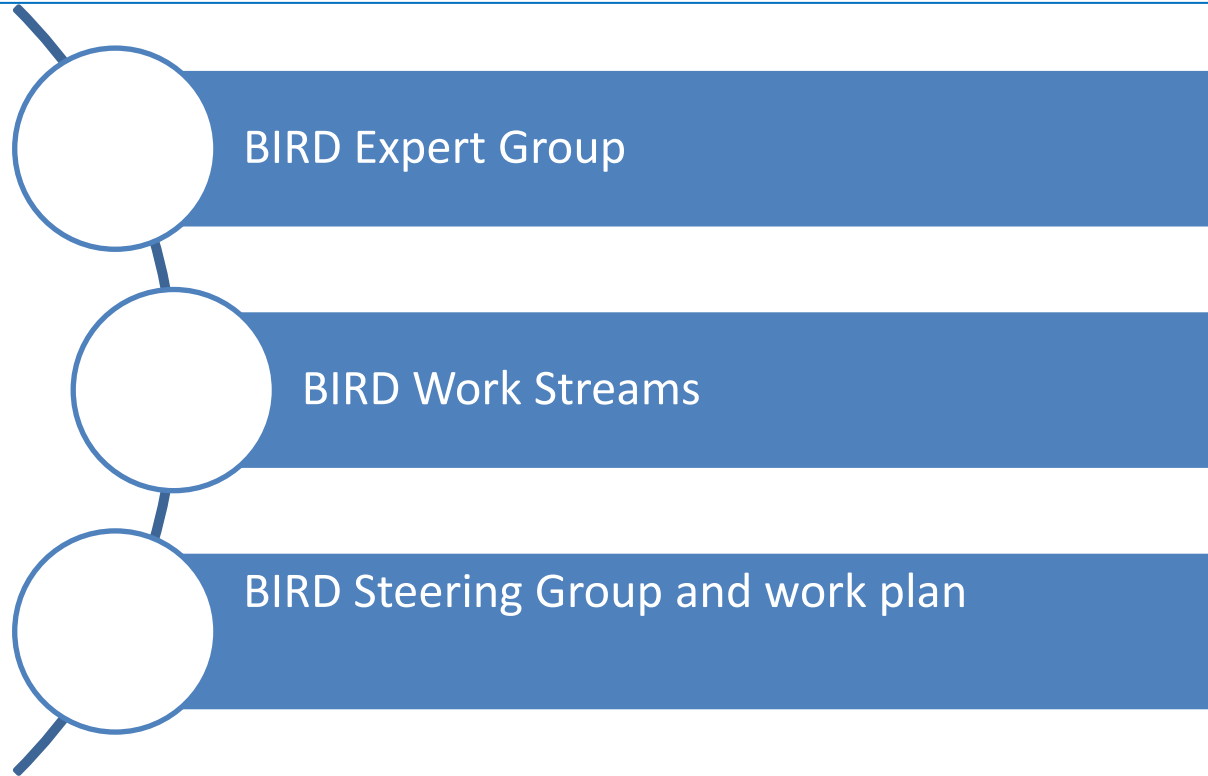 BIRD Expert Group
BIRD Work Streams
BIRD Steering Group and work plan